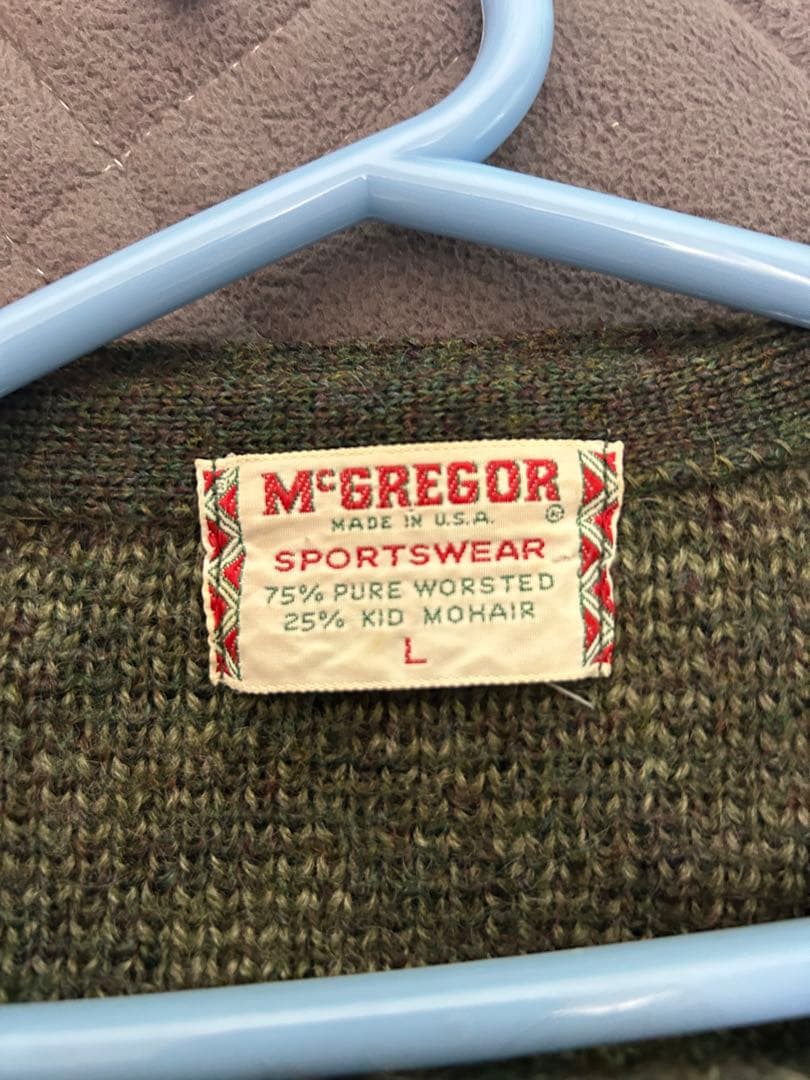 McGREGOR
MADE IN U.S.A. ®
SPORTSWEAR
75% PURE WORSTED
25% KID MOHAIR
L